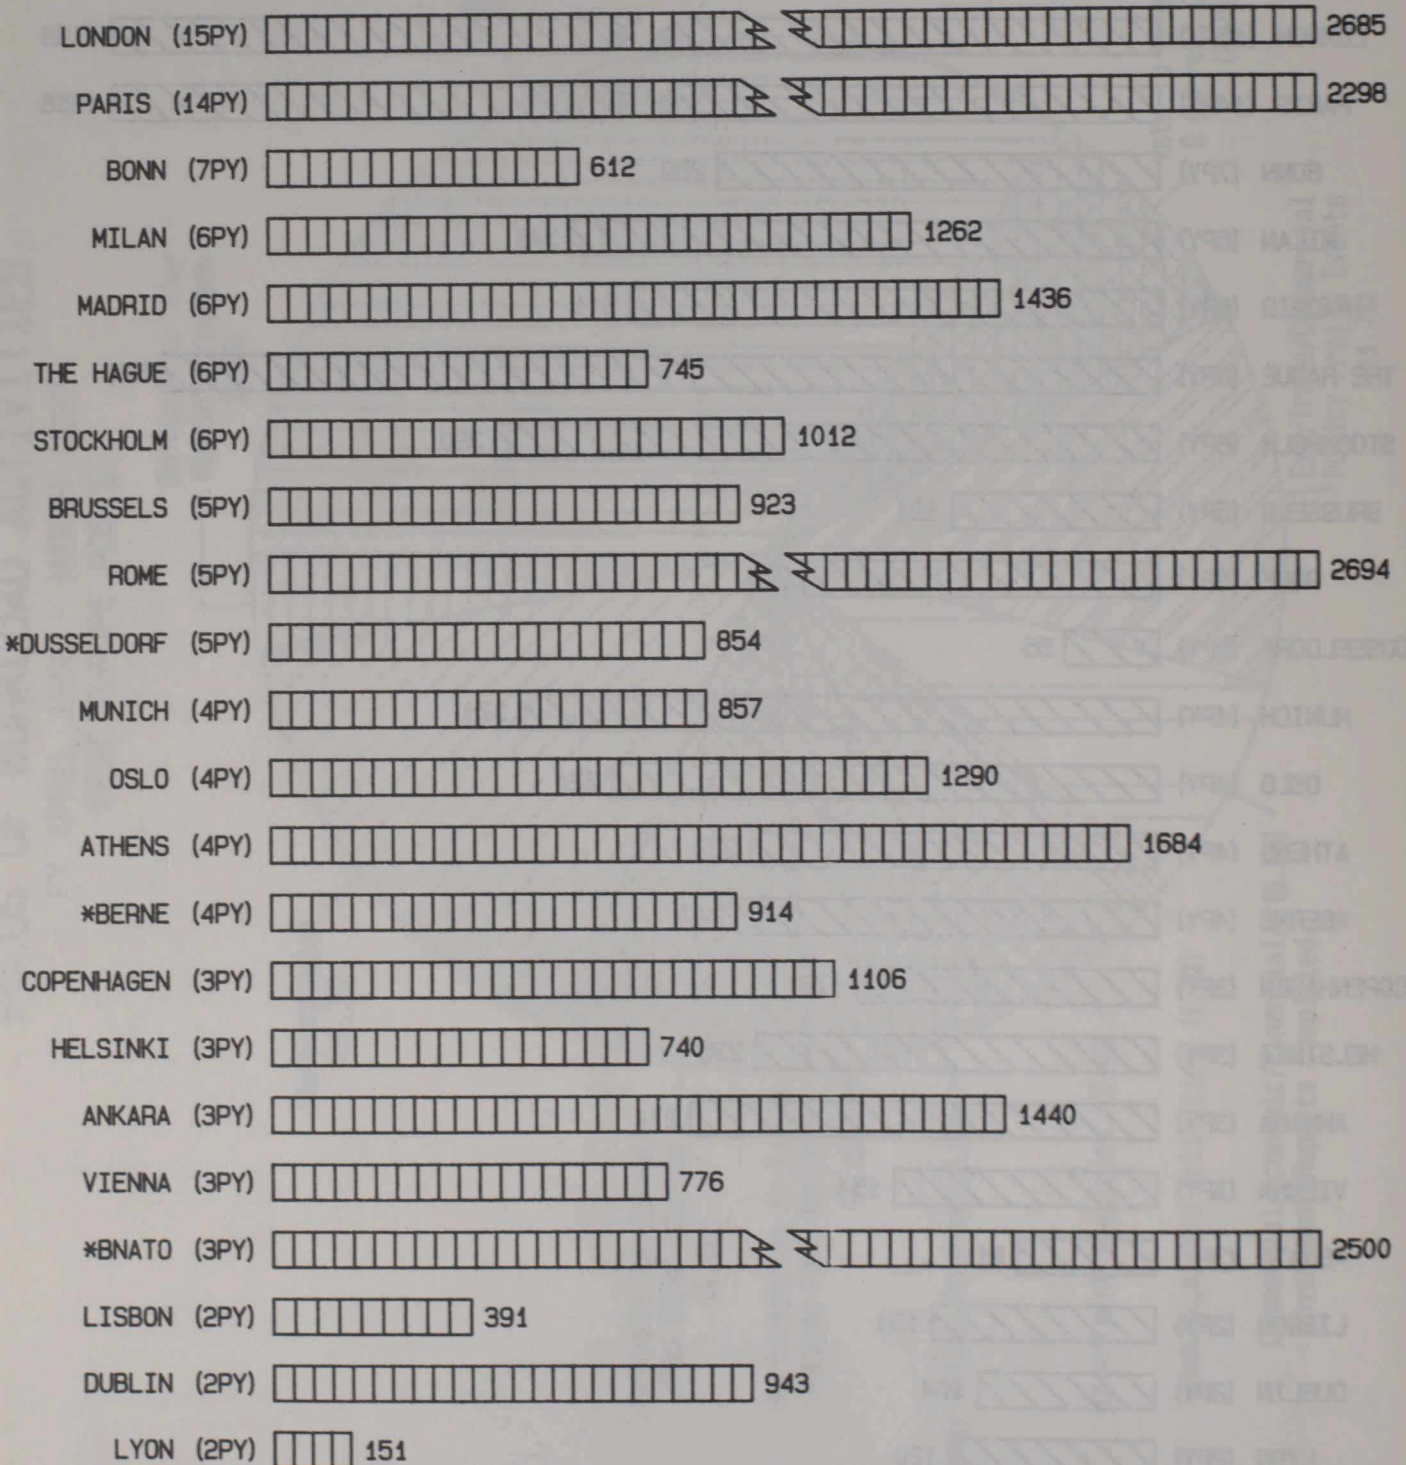 LONDON (15PY) 2685
PARIS (14PY) 2298
BONN (7PY) 612
MILAN (6PY) 1262
MADRID (6PY) 1436
THE HAGUE (6PY) 745
STOCKHOLM (6PY) 1012
BRUSSELS (5PY) 923
ROME (5PY) 2694
*DUSSELDORF (5PY) 854
MUNICH (4PY) 857
OSLO (4PY) 1290
ATHENS (4PY) 1684
*BERNE (4PY) 914
COPENHAGEN (3PY) 1106
HELSINKI (3PY) 740
ANKARA (3PY) 1440
VIENNA (3PY) 776
*BNATO (3PY) 2500
LISBON (2PY) 391
DUBLIN (2PY) 943
LYON (2PY) 151